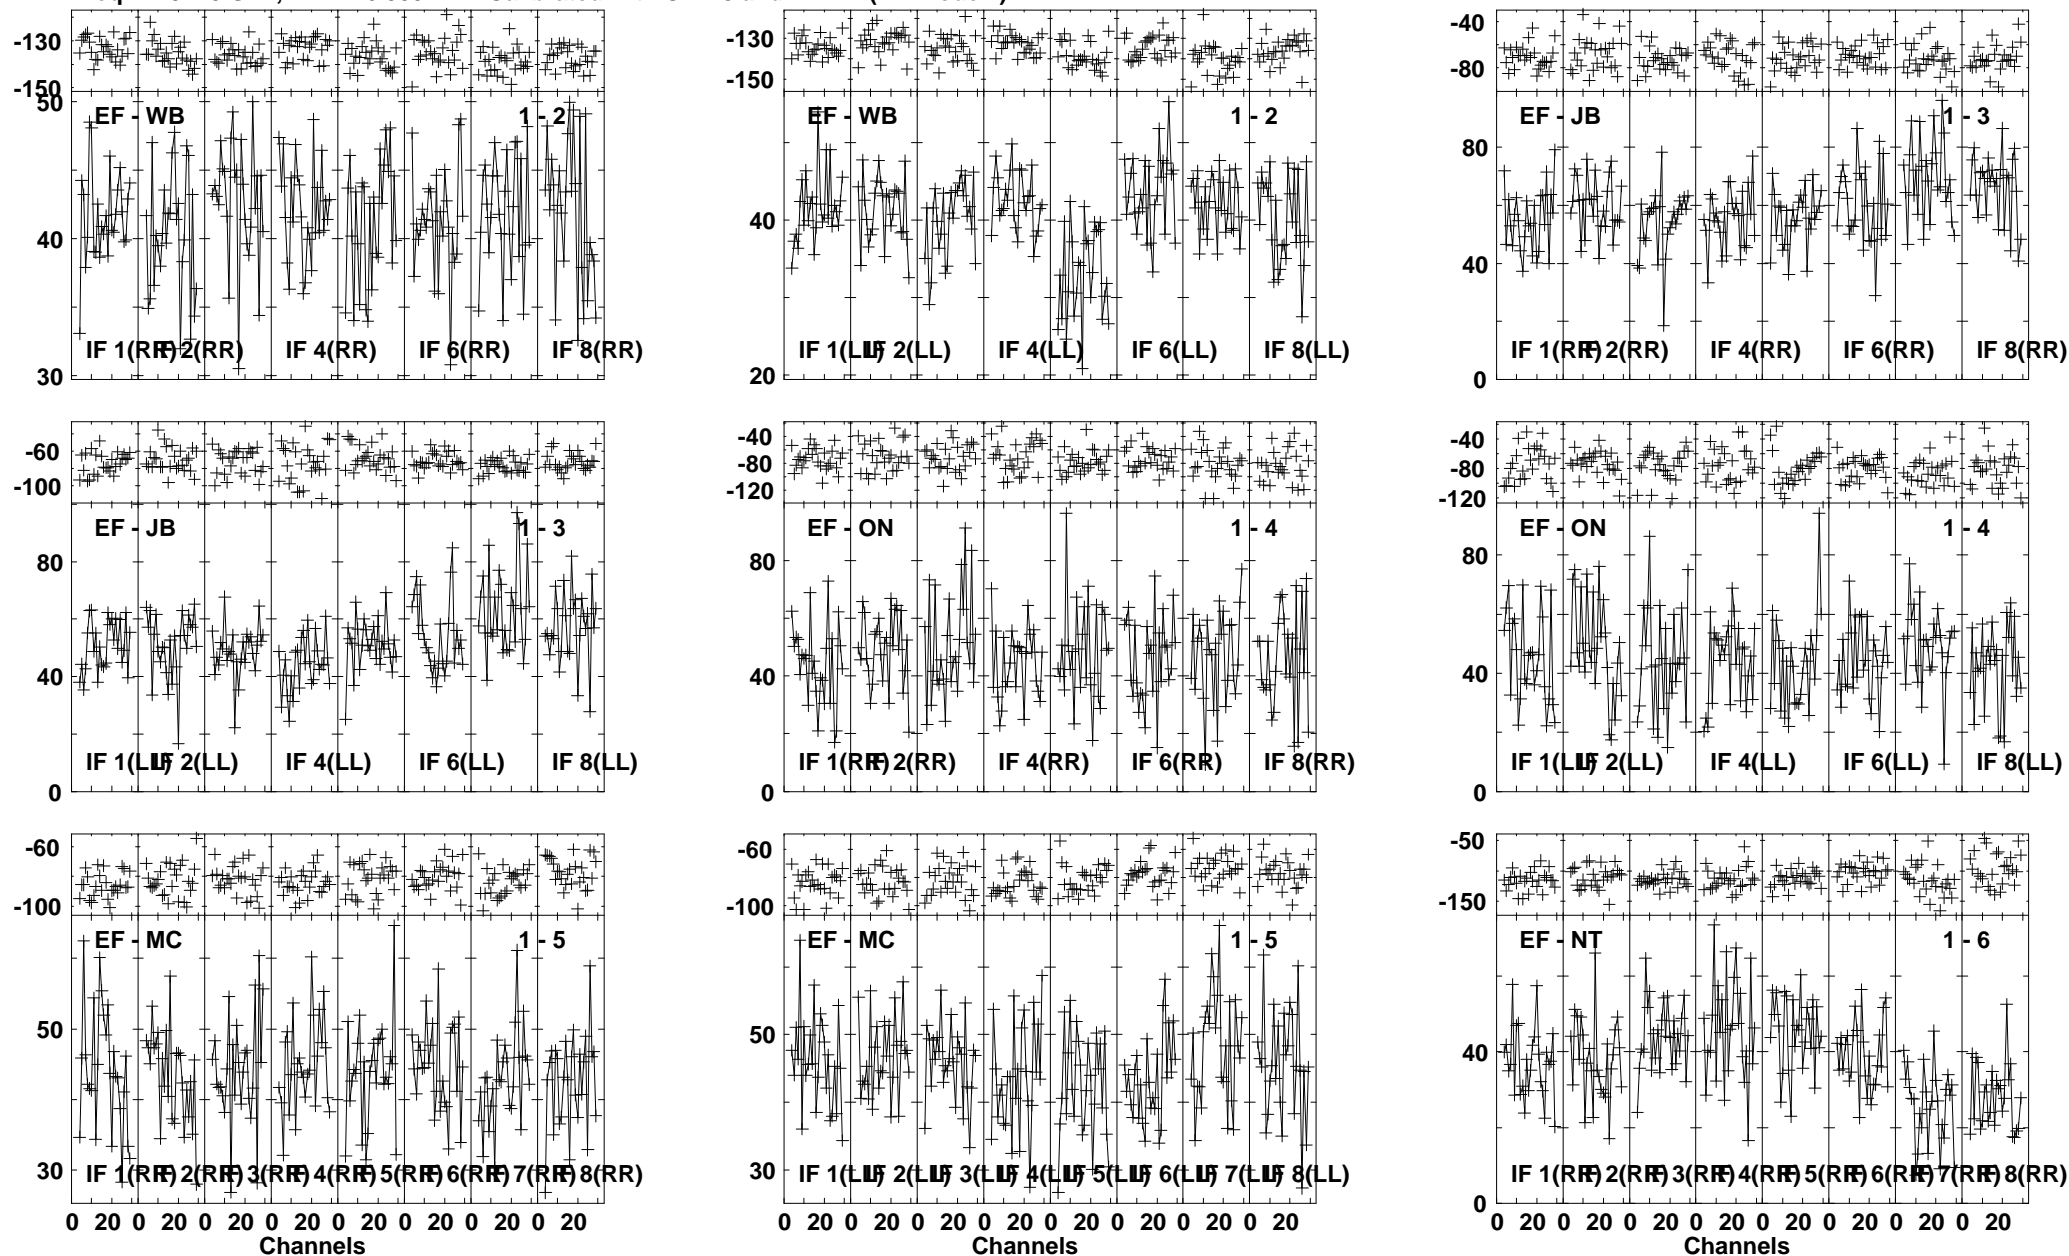 -130
-150
EF - WB 1 - 2
50
40
30
IF 1(RR) IF 2(RR) IF 4(RR) IF 6(RR) IF 8(RR)
-130
-150
EF - WB 1 - 2
40
20
IF 1(LL) IF 2(LL) IF 4(LL) IF 6(LL) IF 8(LL)
-40
-80
EF - JB 1 - 3
80
40
0
IF 1(RR) IF 2(RR) IF 4(RR) IF 6(RR) IF 8(RR)
-60
-100
EF - JB 1 - 3
80
40
0
IF 1(LL) IF 2(LL) IF 4(LL) IF 6(LL) IF 8(LL)
-40
-80
-120
EF - ON 1 - 4
80
40
0
IF 1(RR) IF 2(RR) IF 4(RR) IF 6(RR) IF 8(RR)
-40
-80
-120
EF - ON 1 - 4
80
40
0
IF 1(LL) IF 2(LL) IF 4(LL) IF 6(LL) IF 8(LL)
-60
-100
EF - MC 1 - 5
50
30
IF 1(RR) IF 2(RR) IF 3(RR) IF 4(RR) IF 5(RR) IF 6(RR) IF 7(RR) IF 8(RR)
0 20 0 20 0 20 0 20 0 20 0 20 0 20 0 20
Channels
-60
-100
EF - MC 1 - 5
50
30
IF 1(LL) IF 2(LL) IF 3(LL) IF 4(LL) IF 5(LL) IF 6(LL) IF 7(LL) IF 8(LL)
0 20 0 20 0 20 0 20 0 20 0 20 0 20 0 20
Channels
-50
-150
EF - NT 1 - 6
40
0
IF 1(RR) IF 2(RR) IF 3(RR) IF 4(RR) IF 5(RR) IF 6(RR) IF 7(RR) IF 8(RR)
0 20 0 20 0 20 0 20 0 20 0 20 0 20 0 20
Channels